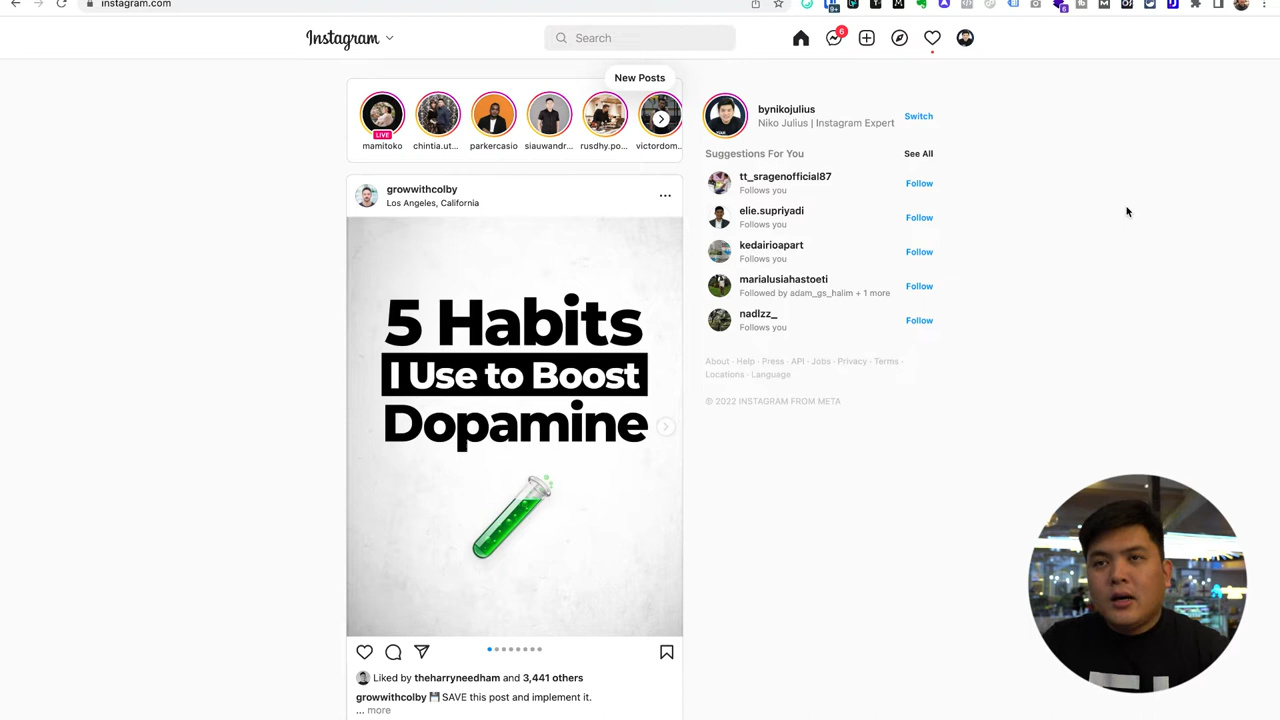 instagram.com
Instagram
Search
6
New Posts
LIVE
mamitoko
chintia.ut...
parkercasio
siauwandr...
rusdhy.po...
victordom...
bynikojulius
Niko Julius | Instagram Expert
Switch
Suggestions For You
See All
tt_sragenofficial87
Follows you
Follow
elie.supriyadi
Follows you
Follow
kedairioapart
Follows you
Follow
marialusiahastoeti
Followed by adam_gs_halim + 1 more
Follow
nadlzz_
Follows you
Follow
About · Help · Press · API · Jobs · Privacy · Terms ·
Locations · Language
© 2022 INSTAGRAM FROM META
growwithcolby
Los Angeles, California
5 Habits
I Use to Boost
Dopamine
Liked by theharryneedham and 3,441 others
growwithcolby 💾 SAVE this post and implement it.
... more